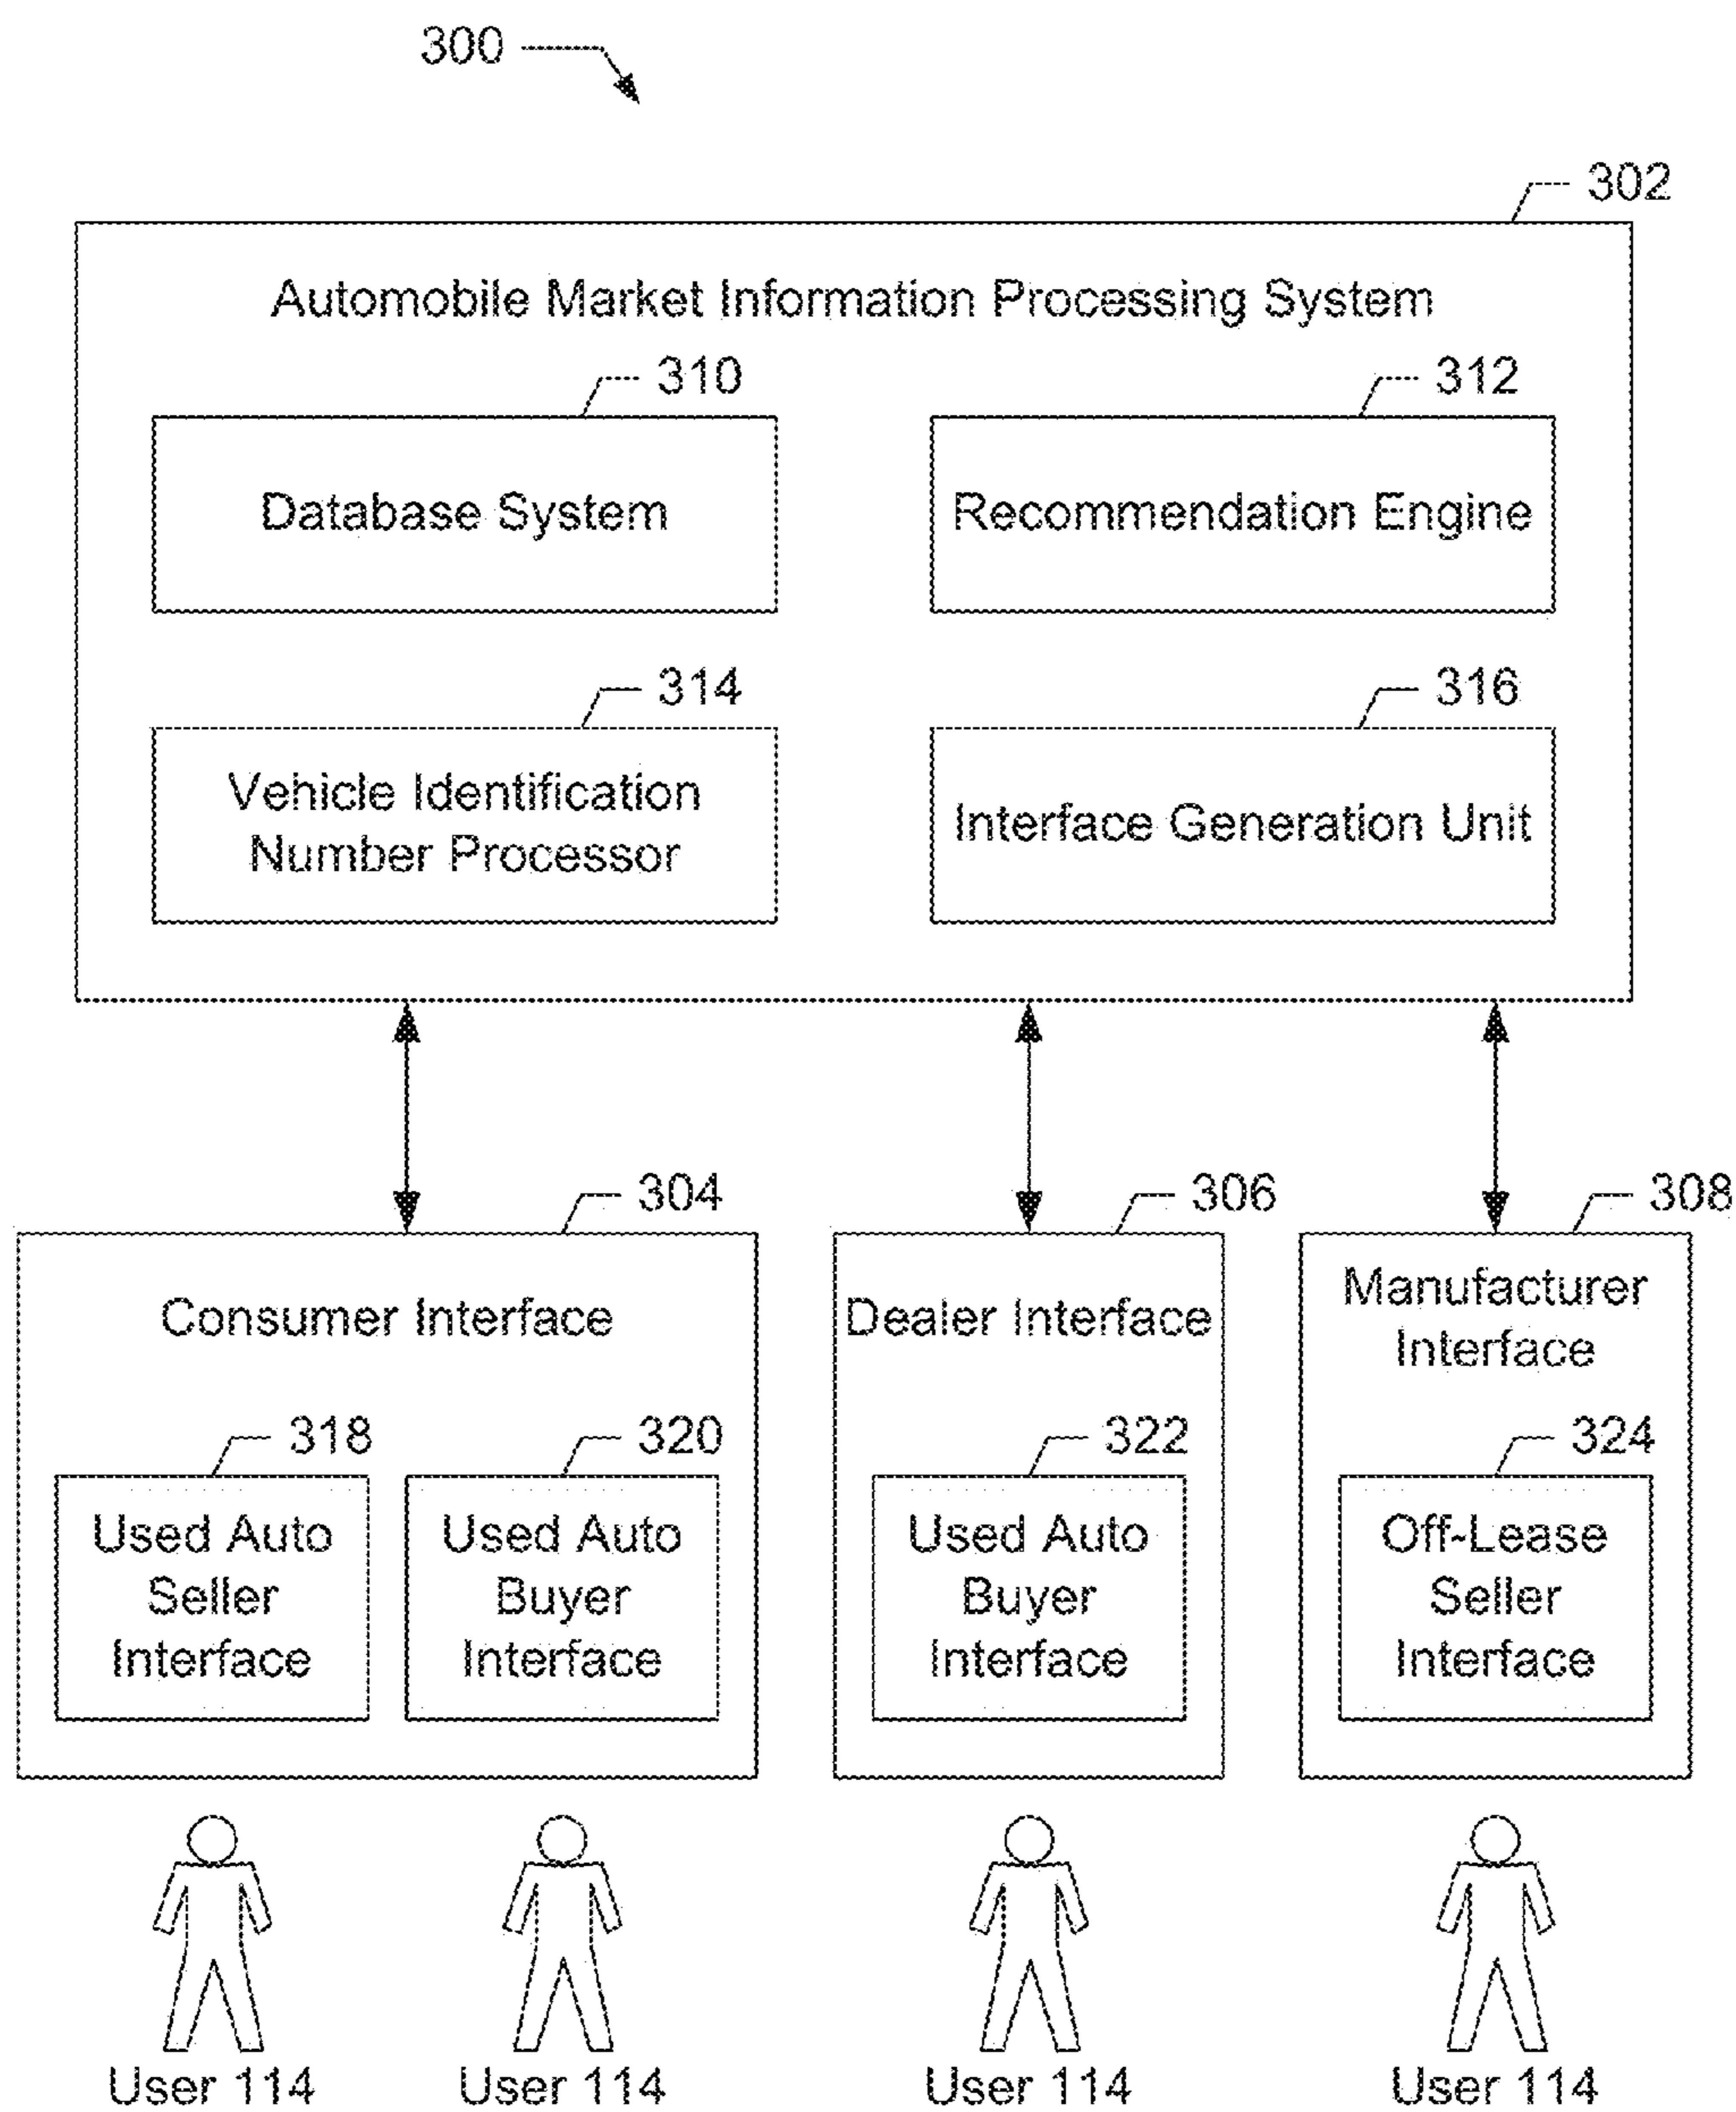 300
302
Automobile Market Information Processing System
310
312
Database System
Recommendation Engine
314
316
Vehicle Identification
Number Processor
Interface Generation Unit
304
306
308
Consumer Interface
Dealer Interface
Manufacturer
Interface
318
320
322
324
Used Auto
Seller
Interface
Used Auto
Buyer
Interface
Used Auto
Buyer
Interface
Off-Lease
Seller
Interface
User 114
User 114
User 114
User 114